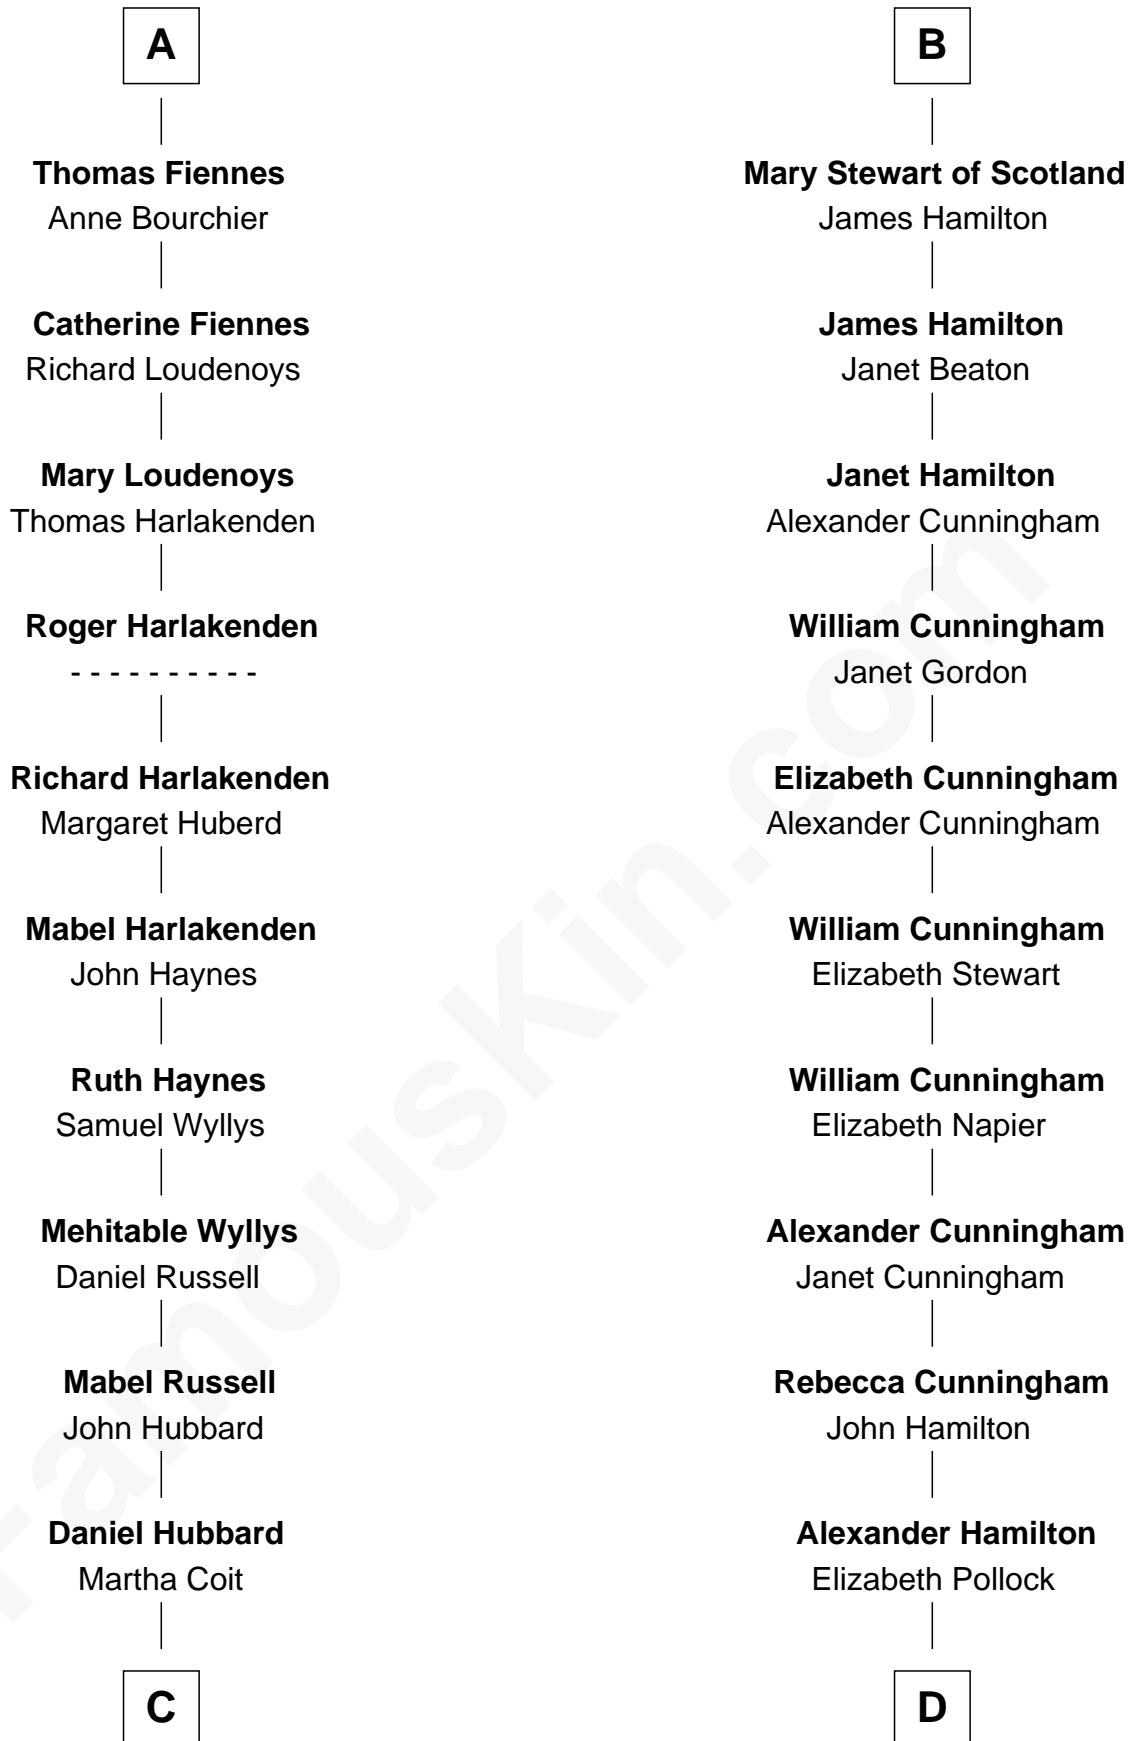 A
Thomas Fiennes
Anne Bourchier
Catherine Fiennes
Richard Loudenoys
Mary Loudenoys
Thomas Harlakenden
Roger Harlakenden
- - - - - - - - - -
Richard Harlakenden
Margaret Huberd
Mabel Harlakenden
John Haynes
Ruth Haynes
Samuel Wyllys
Mehitable Wyllys
Daniel Russell
Mabel Russell
John Hubbard
Daniel Hubbard
Martha Coit
C
B
Mary Stewart of Scotland
James Hamilton
James Hamilton
Janet Beaton
Janet Hamilton
Alexander Cunningham
William Cunningham
Janet Gordon
Elizabeth Cunningham
Alexander Cunningham
William Cunningham
Elizabeth Stewart
William Cunningham
Elizabeth Napier
Alexander Cunningham
Janet Cunningham
Rebecca Cunningham
John Hamilton
Alexander Hamilton
Elizabeth Pollock
D
FamousKin.com